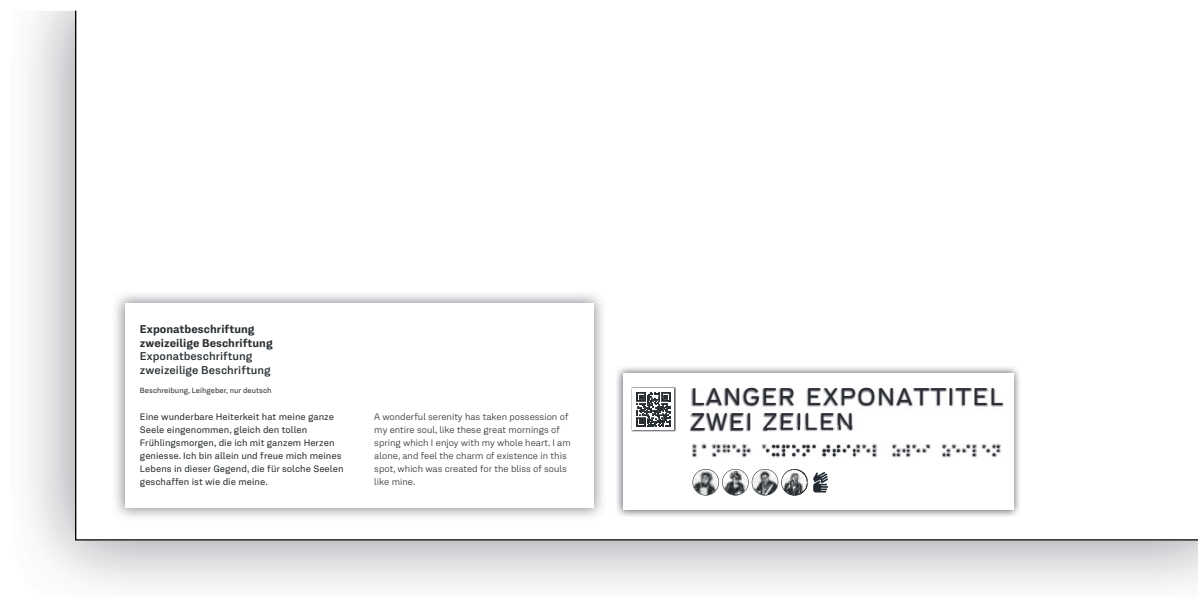 Exponatbeschriftung
zweizeilige Beschriftung
Exponatbeschriftung
zweizeilige Beschriftung
Beschreibung, Leihgeber, nur deutsch
Eine wunderbare Heiterkeit hat meine ganze
Seele eingenommen, gleich den tollen
Frühlingsmorgen, die ich mit ganzem Herzen
geniesse. Ich bin allein und freue mich meines
Lebens in dieser Gegend, die für solche Seelen
geschaffen ist wie die meine.
A wonderful serenity has taken possession of
my entire soul, like these great mornings of
spring which I enjoy with my whole heart. I am
alone, and feel the charm of existence in this
spot, which was created for the bliss of souls
like mine.
LANGER EXPONATTITEL
ZWEI ZEILEN